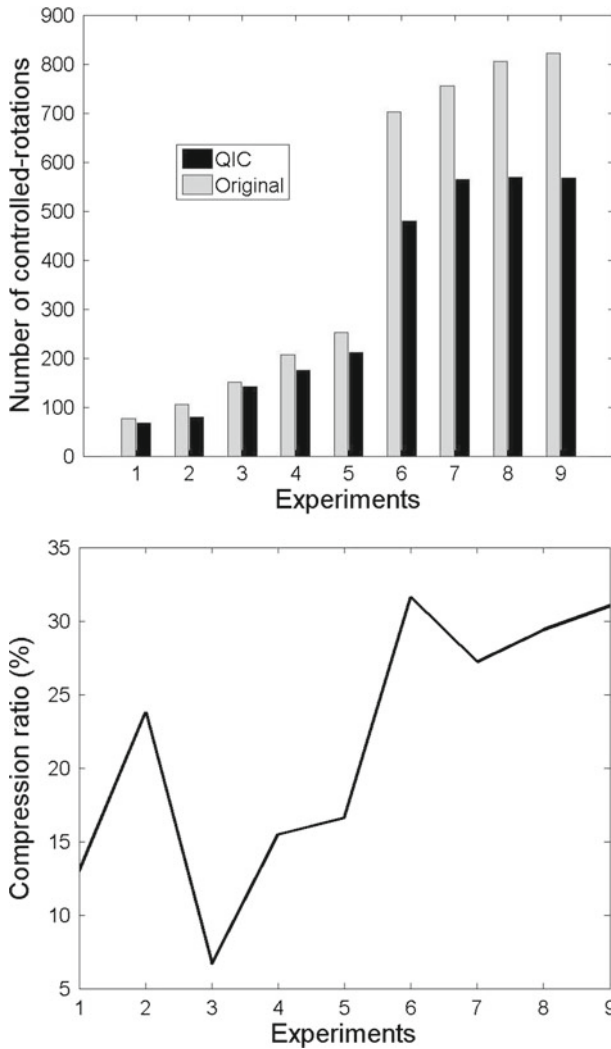 900
800
700
600
500
400
300
200
100
0
Number of controlled-rotations
QIC
Original
1 2 3 4 5 6 7 8 9
Experiments
35
30
25
20
15
10
5
Compression ratio (%)
1 2 3 4 5 6 7 8 9
Experiments